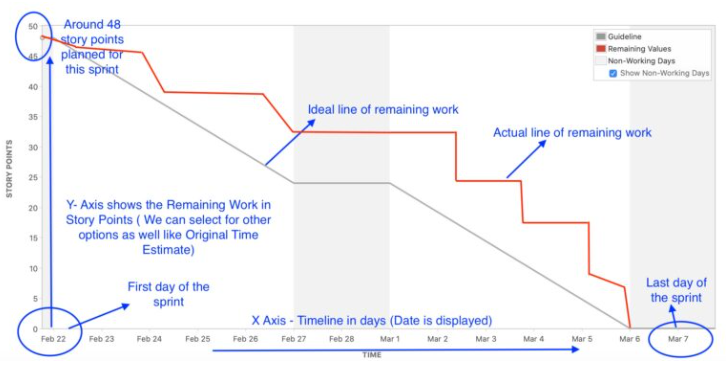 Around 48
story points
planned for
this sprint
50
45
40
35
30
25
20
15
10
5
0
STORY POINTS
Guideline
Remaining Values
Non-Working Days
Show Non-Working Days
Ideal line of remaining work
Actual line of remaining work
Y- Axis shows the Remaining Work in
Story Points ( We can select for other
options as well like Original Time
Estimate)
First day of the
sprint
Last day of
the sprint
X Axis - Timeline in days (Date is displayed)
Feb 22 Feb 23 Feb 24 Feb 25 Feb 26 Feb 27 Feb 28 Mar 1 Mar 2 Mar 3 Mar 4 Mar 5 Mar 6 Mar 7
TIME